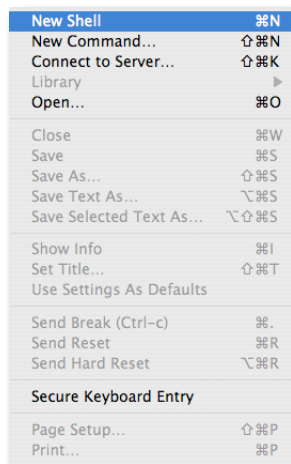 New Shell ⌘N
New Command... ⇧⌘N
Connect to Server... ⇧⌘K
Library ▶
Open... ⌘O
Close ⌘W
Save ⌘S
Save As... ⇧⌘S
Save Text As... ⌥⌘S
Save Selected Text As... ⌥⇧⌘S
Show Info ⌘I
Set Title... ⇧⌘T
Use Settings As Defaults
Send Break (Ctrl-c) ⌘.
Send Reset ⌘R
Send Hard Reset ⌥⌘R
Secure Keyboard Entry
Page Setup... ⇧⌘P
Print... ⌘P